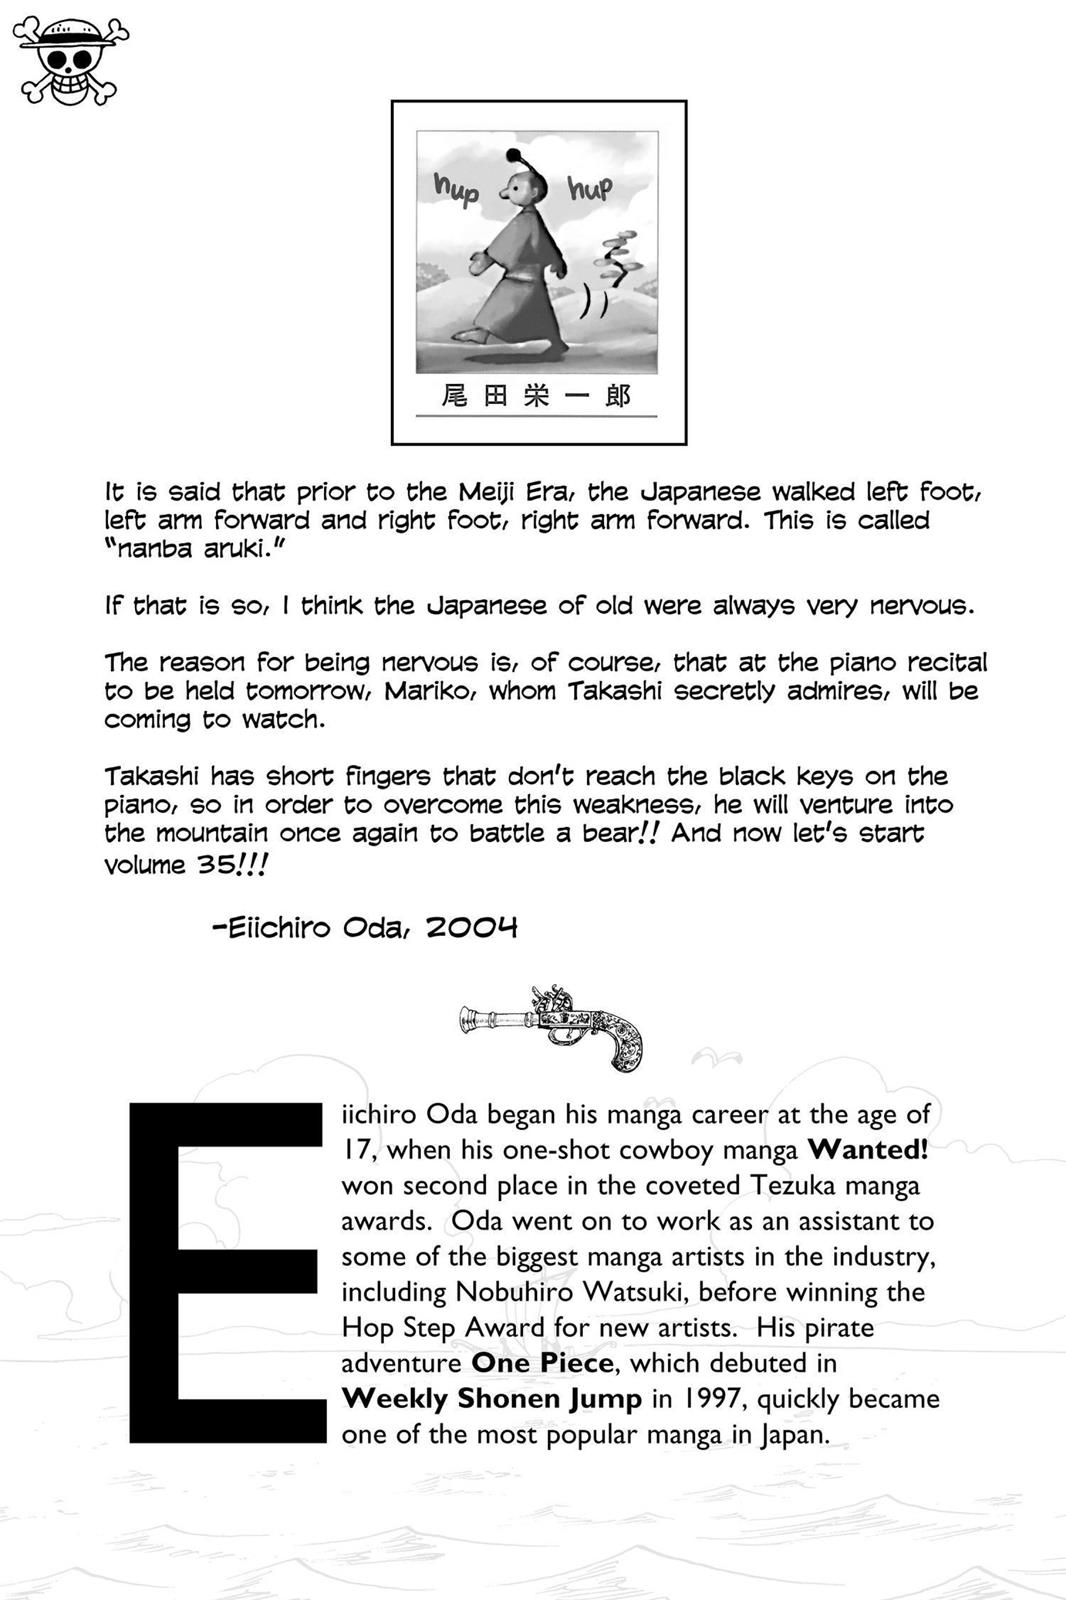 hup hup
尾田栄一郎
It is said that prior to the Meiji Era, the Japanese walked left foot,
left arm forward and right foot, right arm forward. This is called
"nanba aruki."
If that is so, I think the Japanese of old were always very nervous.
The reason for being nervous is, of course, that at the piano recital
to be held tomorrow, Mariko, whom Takashi secretly admires, will be
coming to watch.
Takashi has short fingers that don't reach the black keys on the
piano, so in order to overcome this weakness, he will venture into
the mountain once again to battle a bear!! And now let's start
volume 35!!!
-Eiichiro Oda, 2004
Eiichiro Oda began his manga career at the age of
17, when his one-shot cowboy manga Wanted!
won second place in the coveted Tezuka manga
awards. Oda went on to work as an assistant to
some of the biggest manga artists in the industry,
including Nobuhiro Watsuki, before winning the
Hop Step Award for new artists. His pirate
adventure One Piece, which debuted in
Weekly Shonen Jump in 1997, quickly became
one of the most popular manga in Japan.